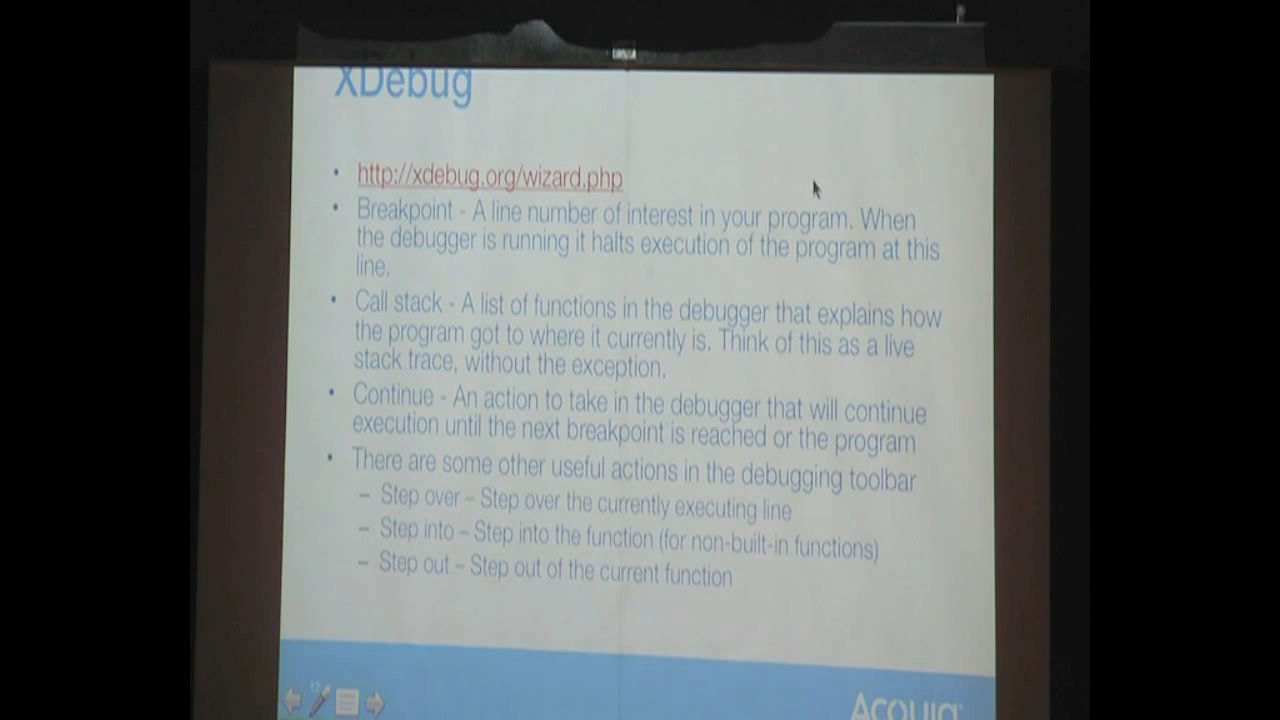 XDebug
• http://xdebug.org/wizard.php
• Breakpoint - A line number of interest in your program. When
the debugger is running it halts execution of the program at this
line.
• Call stack - A list of functions in the debugger that explains how
the program got to where it currently is. Think of this as a live
stack trace, without the exception.
• Continue - An action to take in the debugger that will continue
execution until the next breakpoint is reached or the program
• There are some other useful actions in the debugging toolbar
– Step over – Step over the currently executing line
– Step into – Step into the function (for non-built-in functions)
– Step out – Step out of the current function
12
Acquia